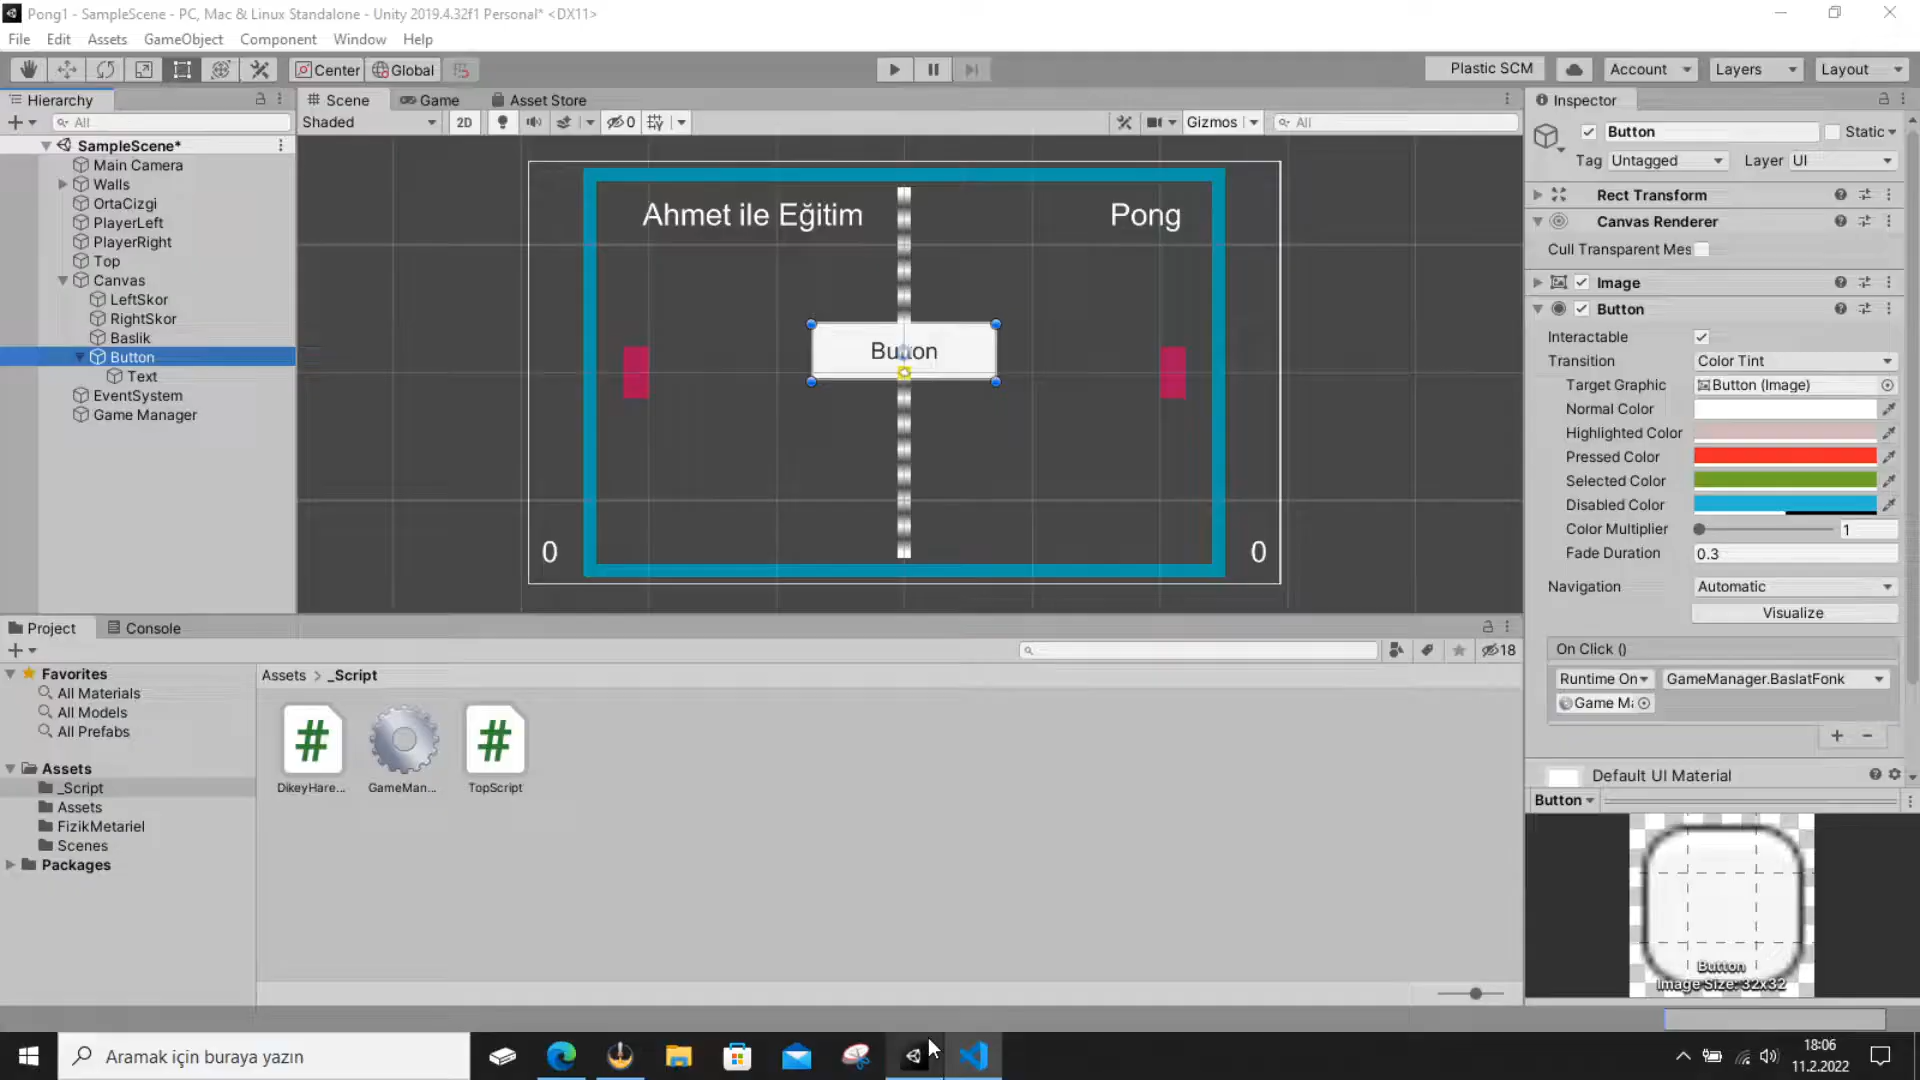 Pong1 - SampleScene - PC, Mac & Linux Standalone - Unity 2019.4.32f1 Personal* <DX11>
File Edit Assets GameObject Component Window Help
Center Global Plastic SCM Account Layers Layout
Hierarchy
All
SampleScene*
Main Camera
Walls
OrtaCizgi
PlayerLeft
PlayerRight
Top
Canvas
LeftSkor
RightSkor
Baslik
Button
Text
EventSystem
Game Manager
Scene Game Asset Store
Shaded 2D 0 Gizmos All
Ahmet ile Eğitim Pong
Button
0 0
Inspector
Button Static
Tag Untagged Layer UI
Rect Transform
Canvas Renderer
Cull Transparent Mes
Image
Button
Interactable
Transition Color Tint
Target Graphic Button (Image)
Normal Color
Highlighted Color
Pressed Color
Selected Color
Disabled Color
Color Multiplier 1
Fade Duration 0.3
Navigation Automatic
Visualize
On Click ()
Runtime On GameManager.BaslatFonk
Game Ma
Default UI Material
Button
Button
Image Size: 32x32
Project Console
18
Favorites
All Materials
All Models
All Prefabs
Assets
_Script
Assets
FizikMetariel
Scenes
Packages
Assets > _Script
DikeyHare... GameMan... TopScript
Aramak için buraya yazın
18:06
11.2.2022